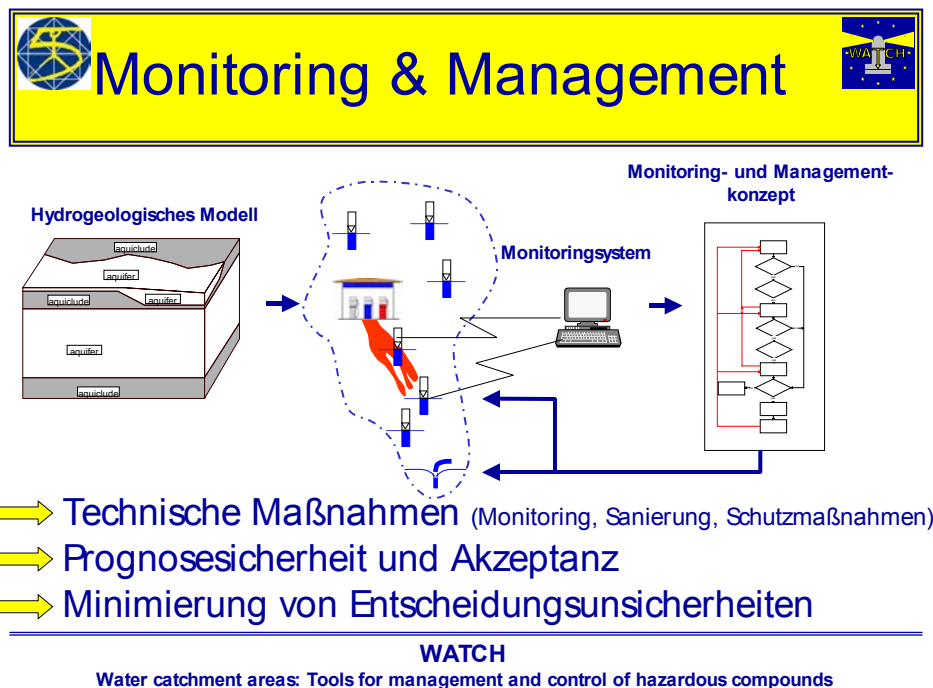 Monitoring & Management
WATCH
Monitoring- und Management-
konzept
Hydrogeologisches Modell
Monitoringsystem
aquiclude
aquifer
aquiclude
aquifer
aquifer
aquiclude
Technische Maßnahmen (Monitoring, Sanierung, Schutzmaßnahmen)
Prognosesicherheit und Akzeptanz
Minimierung von Entscheidungsunsicherheiten
WATCH
Water catchment areas: Tools for management and control of hazardous compounds